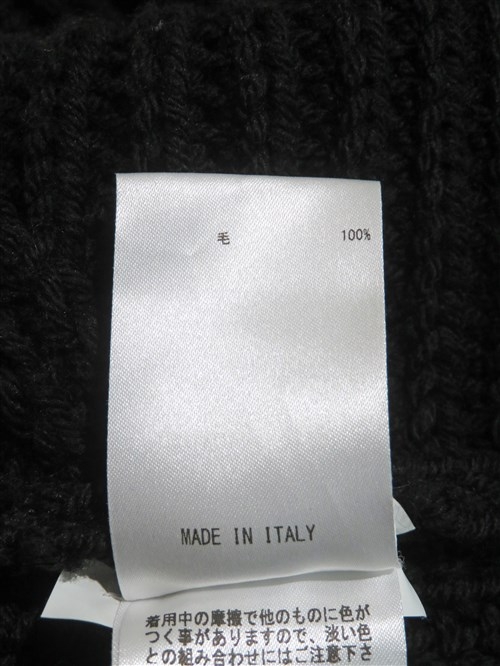 毛 100%
MADE IN ITALY
着用中の摩擦で他のものに色が
つく事がありますので、淡い色
との組み合わせにはご注意下さ